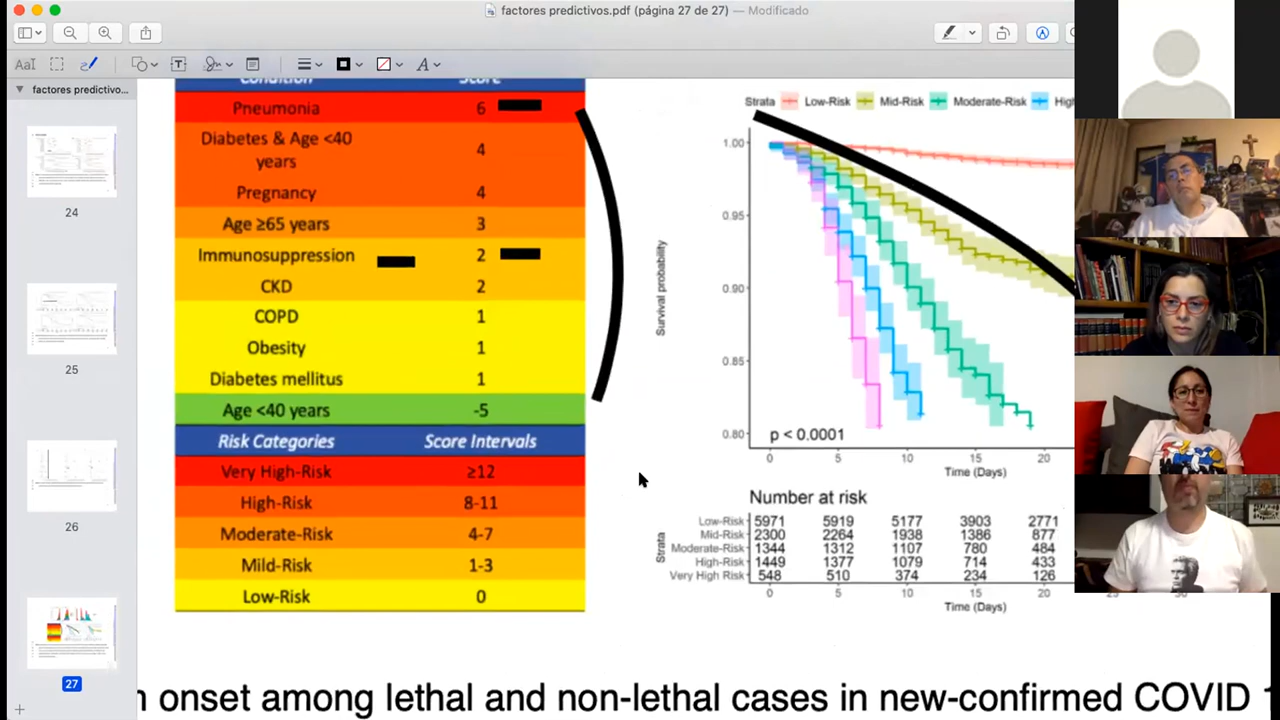 factores predictivos.pdf (página 27 de 27) — Modificado
AaI
T
A
factores predictivo...
24
25
26
27
Condition Score
Pneumonia 6
Diabetes & Age <40 years 4
Pregnancy 4
Age ≥65 years 3
Immunosuppression 2
CKD 2
COPD 1
Obesity 1
Diabetes mellitus 1
Age <40 years -5
Risk Categories Score Intervals
Very High-Risk ≥12
High-Risk 8-11
Moderate-Risk 4-7
Mild-Risk 1-3
Low-Risk 0
Strata Low-Risk Mid-Risk Moderate-Risk
1.00
0.95
0.90
0.85
0.80
Survival probability
p < 0.0001
0 5 10 15 20
Time (Days)
Number at risk
Strata
Low-Risk 5971 5919 5177 3903 2771
Mid-Risk 2300 2264 1938 1386 877
Moderate-Risk 1344 1312 1107 780 484
High-Risk 1449 1377 1079 714 433
Very High Risk 548 510 374 234 126
0 5 10 15 20
Time (Days)
onset among lethal and non-lethal cases in new-confirmed COVID